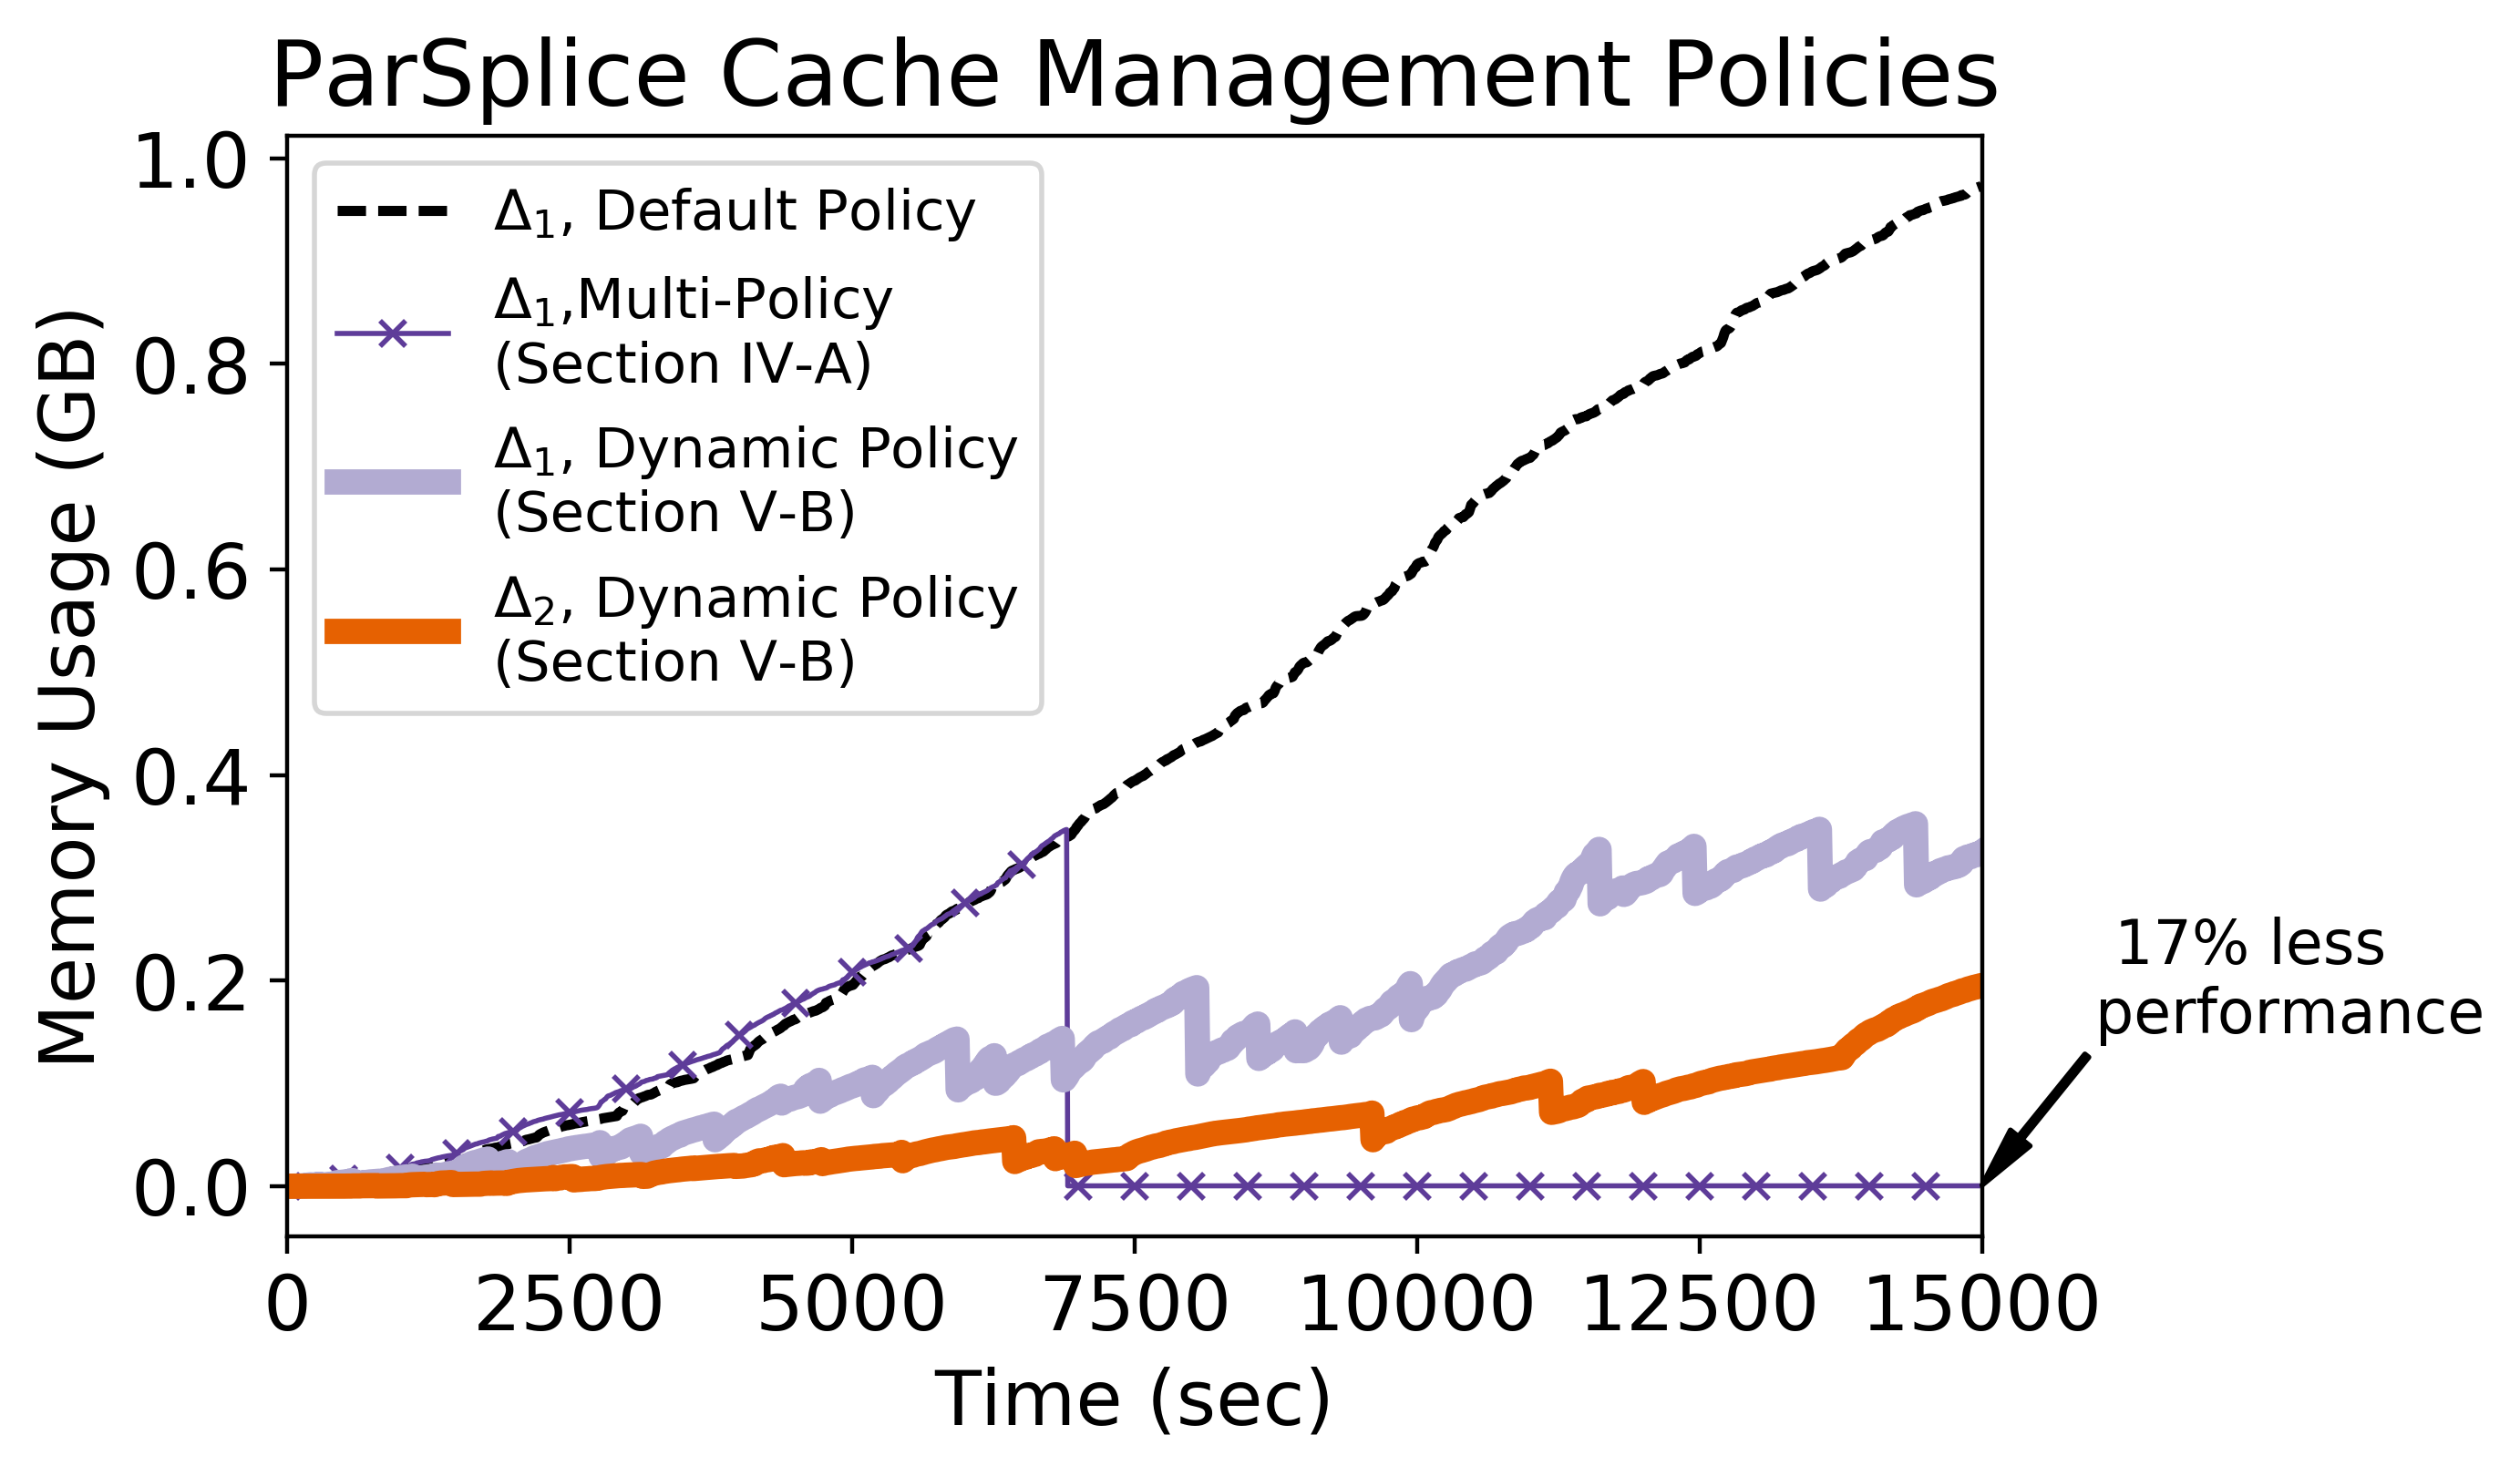 ParSplice Cache Management Policies
Memory Usage (GB)
1.0
0.8
0.6
0.4
0.2
0.0
Δ₁, Default Policy
Δ₁,Multi-Policy
(Section IV-A)
Δ₁, Dynamic Policy
(Section V-B)
Δ₂, Dynamic Policy
(Section V-B)
17% less
performance
0 2500 5000 7500 10000 12500 15000
Time (sec)